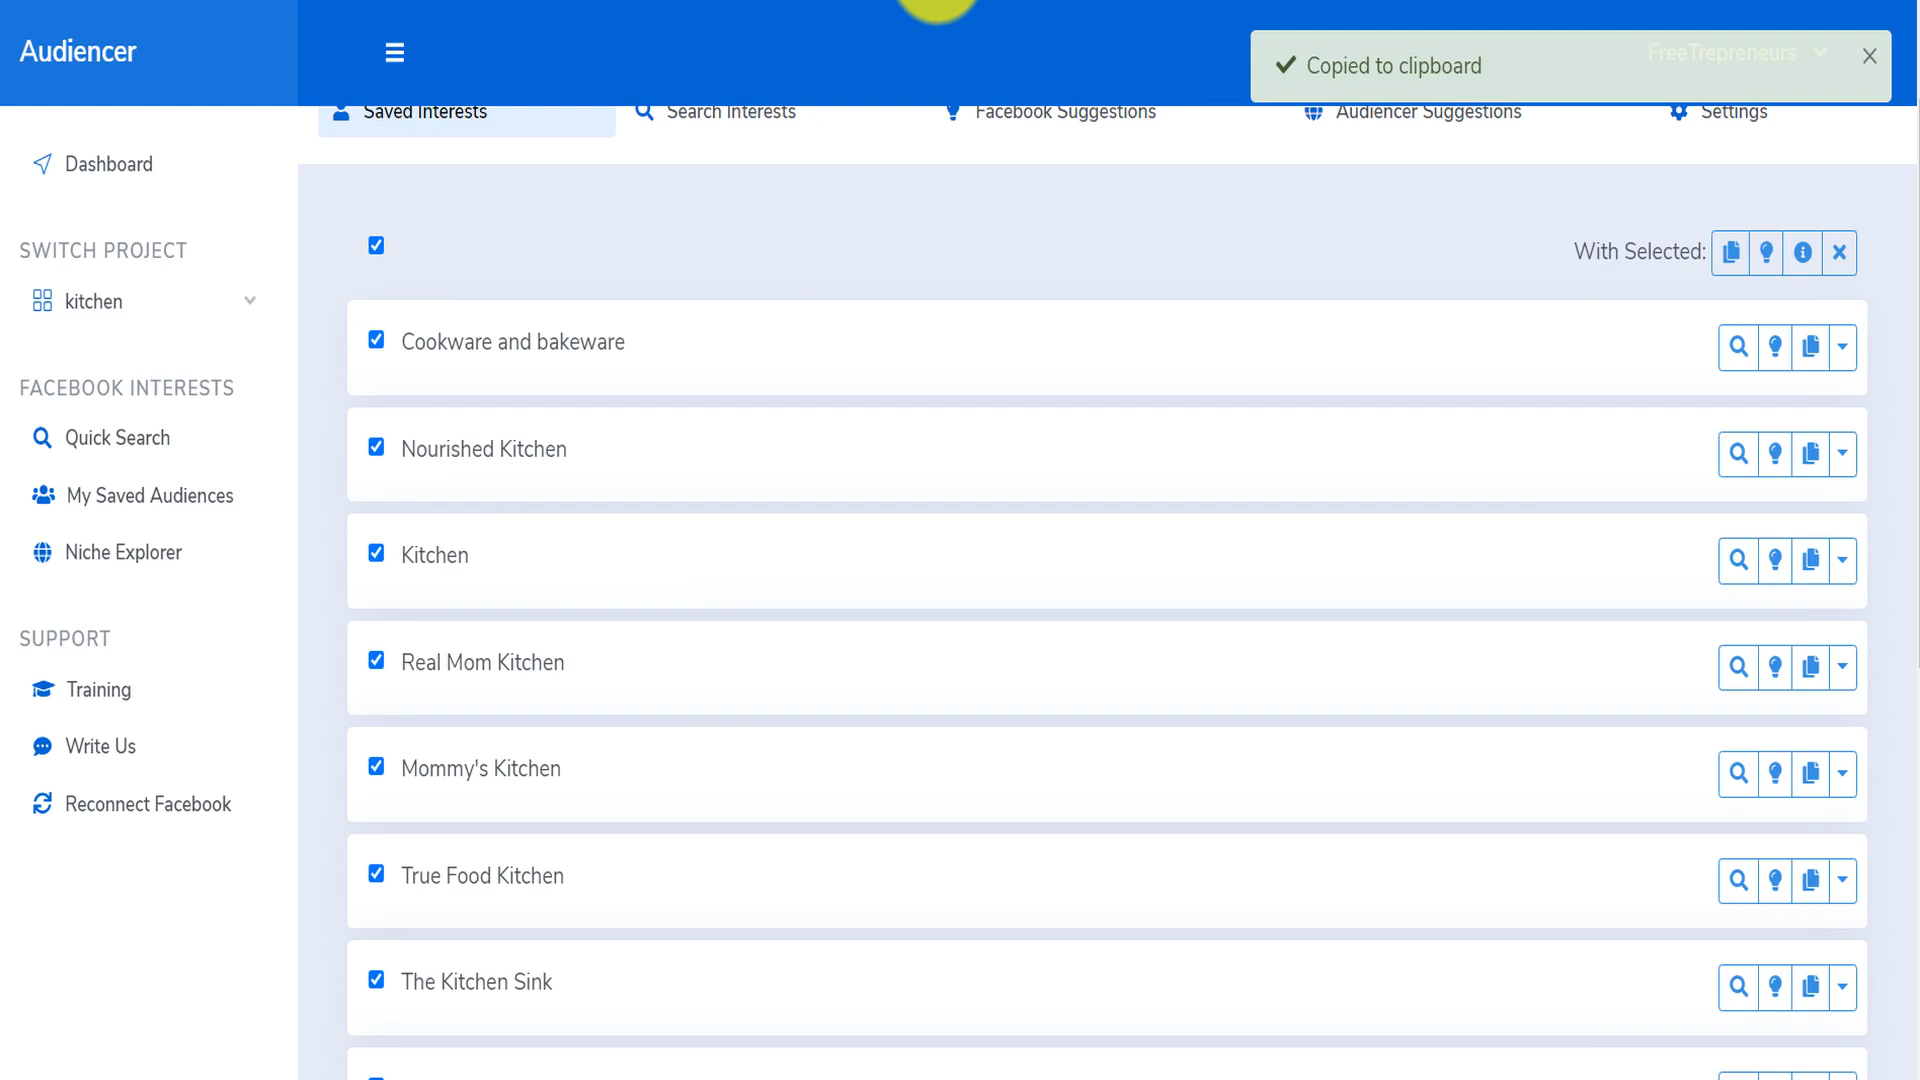 Audiencer
FreeTrepreneurs
Copied to clipboard
Saved Interests
Search Interests
Facebook Suggestions
Audiencer Suggestions
Settings
Dashboard
SWITCH PROJECT
kitchen
FACEBOOK INTERESTS
Quick Search
My Saved Audiences
Niche Explorer
SUPPORT
Training
Write Us
Reconnect Facebook
With Selected:
Cookware and bakeware
Nourished Kitchen
Kitchen
Real Mom Kitchen
Mommy's Kitchen
True Food Kitchen
The Kitchen Sink